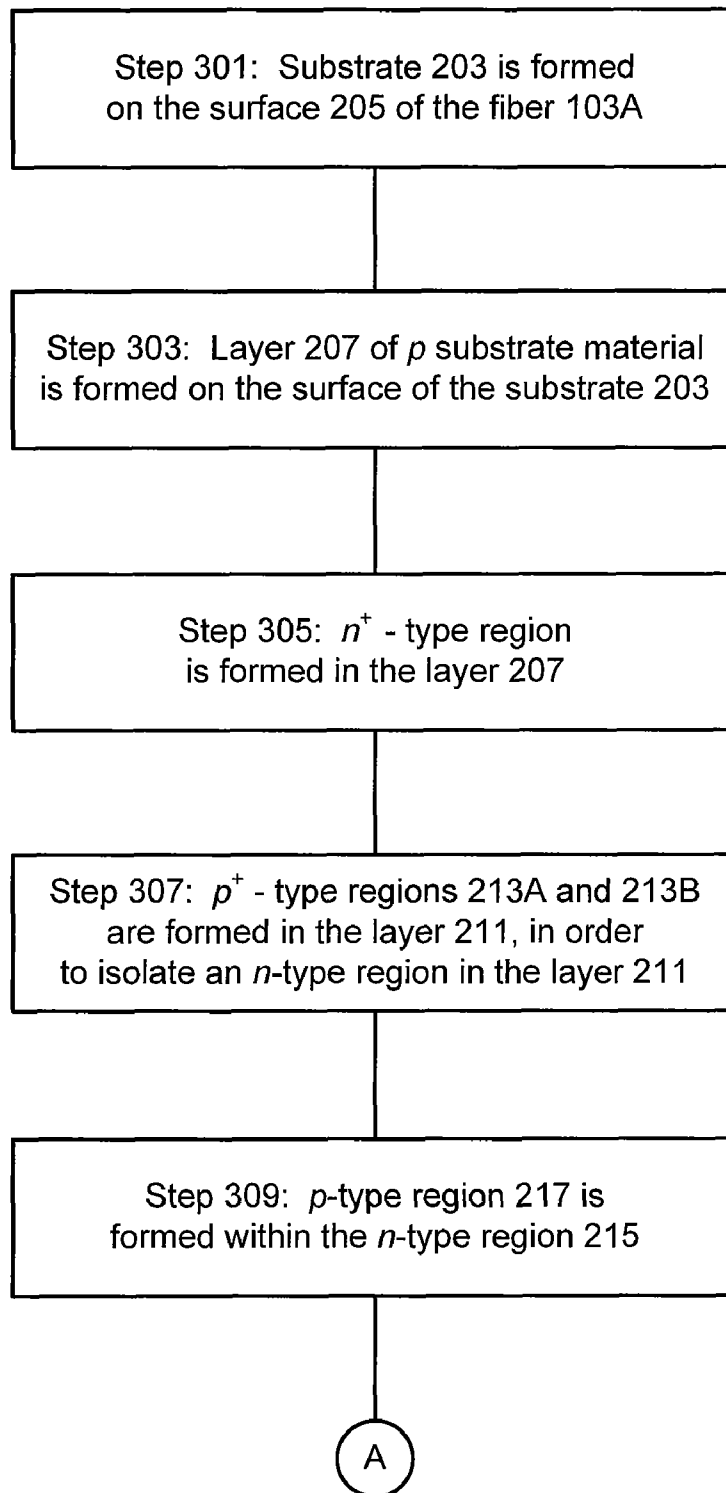 Step 301: Substrate 203 is formed
on the surface 205 of the fiber 103A
Step 303: Layer 207 of p substrate material
is formed on the surface of the substrate 203
Step 305: n⁺ - type region
is formed in the layer 207
Step 307: p⁺ - type regions 213A and 213B
are formed in the layer 211, in order
to isolate an n-type region in the layer 211
Step 309: p-type region 217 is
formed within the n-type region 215
A